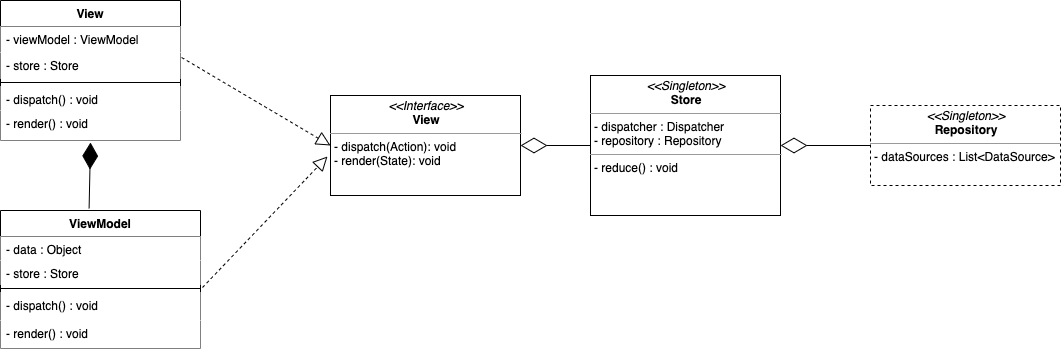 View
- viewModel : ViewModel
- store : Store
- dispatch() : void
- render() : void
ViewModel
- data : Object
- store : Store
- dispatch() : void
- render() : void
<<Interface>>
View
- dispatch(Action): void
- render(State): void
<<Singleton>>
Store
- dispatcher : Dispatcher
- repository : Repository
- reduce() : void
<<Singleton>>
Repository
- dataSources : List<DataSource>